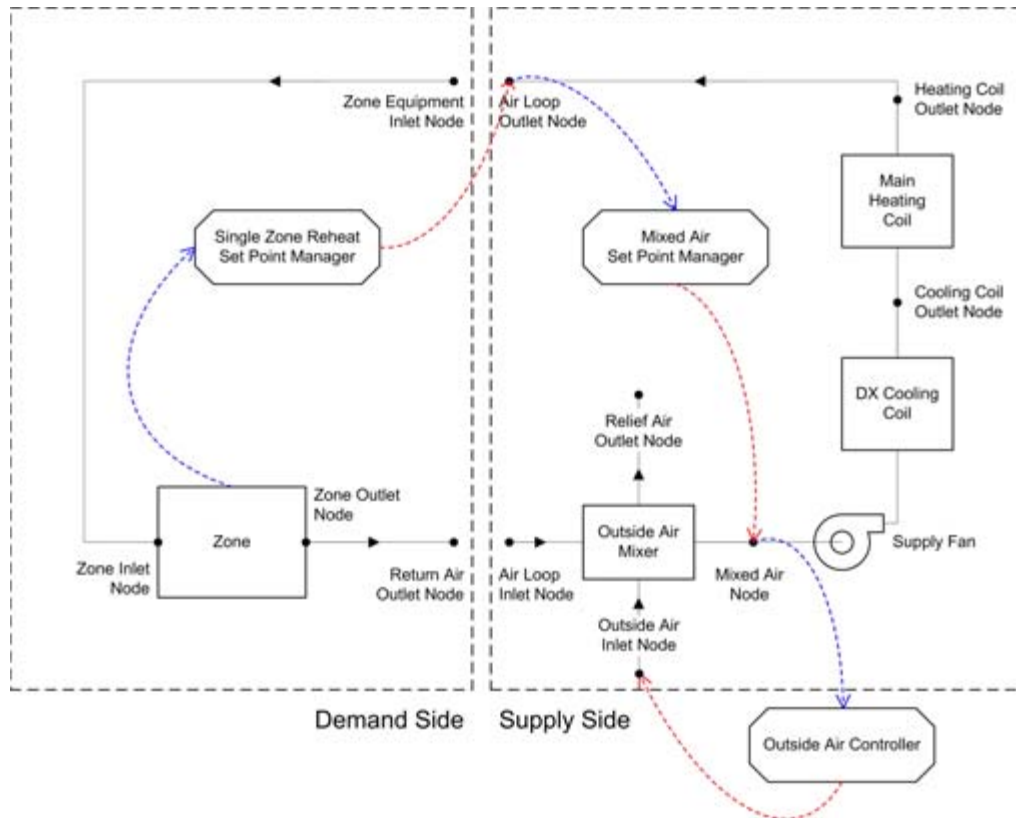 Zone Equipment
Inlet Node
Air Loop
Outlet Node
Heating Coil
Outlet Node
Main
Heating
Coil
Single Zone Reheat
Set Point Manager
Mixed Air
Set Point Manager
Cooling Coil
Outlet Node
DX Cooling
Coil
Relief Air
Outlet Node
Zone Outlet
Node
Zone
Outside Air
Mixer
Supply Fan
Zone Inlet
Node
Return Air
Outlet Node
Air Loop
Inlet Node
Mixed Air
Node
Outside Air
Inlet Node
Demand Side
Supply Side
Outside Air Controller